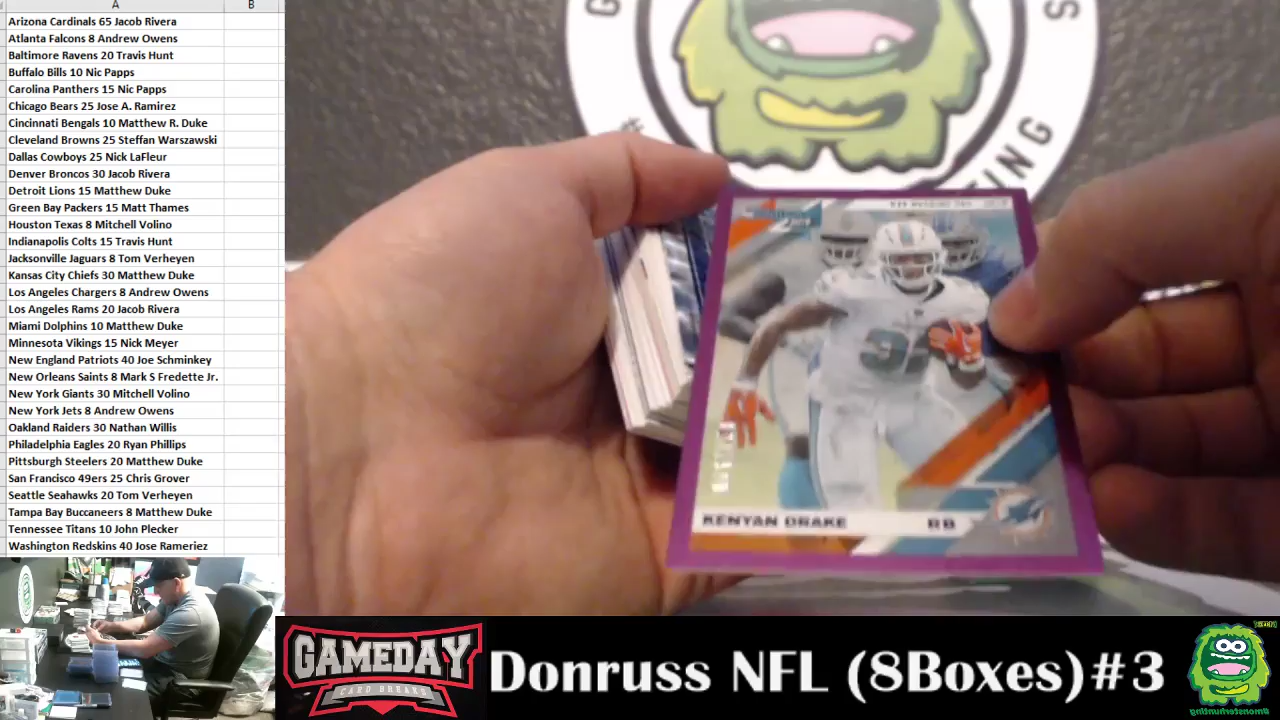 A
B
Arizona Cardinals 65 Jacob Rivera
Atlanta Falcons 8 Andrew Owens
Baltimore Ravens 20 Travis Hunt
Buffalo Bills 10 Nic Papps
Carolina Panthers 15 Nic Papps
Chicago Bears 25 Jose A. Ramirez
Cincinnati Bengals 10 Matthew R. Duke
Cleveland Browns 25 Steffan Warszawski
Dallas Cowboys 25 Nick LaFleur
Denver Broncos 30 Jacob Rivera
Detroit Lions 15 Matthew Duke
Green Bay Packers 15 Matt Thames
Houston Texas 8 Mitchell Volino
Indianapolis Colts 15 Travis Hunt
Jacksonville Jaguars 8 Tom Verheyen
Kansas City Chiefs 30 Matthew Duke
Los Angeles Chargers 8 Andrew Owens
Los Angeles Rams 20 Jacob Rivera
Miami Dolphins 10 Matthew Duke
Minnesota Vikings 15 Nick Meyer
New England Patriots 40 Joe Schminkey
New Orleans Saints 8 Mark S Fredette Jr.
New York Giants 30 Mitchell Volino
New York Jets 8 Andrew Owens
Oakland Raiders 30 Nathan Willis
Philadelphia Eagles 20 Ryan Phillips
Pittsburgh Steelers 20 Matthew Duke
San Francisco 49ers 25 Chris Grover
Seattle Seahawks 20 Tom Verheyen
Tampa Bay Buccaneers 8 Matthew Duke
Tennessee Titans 10 John Plecker
Washington Redskins 40 Jose Rameriez
KENYAN DRAKE RB
GAMEDAY
CARD BREAKS
Donruss NFL (8Boxes)#3
#monsterhunting